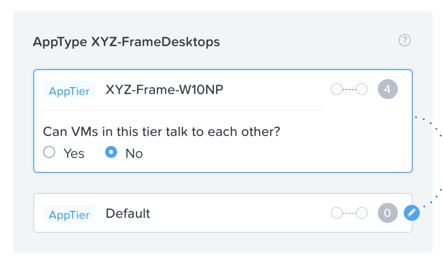 AppType XYZ-FrameDesktops ?
AppTier XYZ-Frame-W10NP 4
Can VMs in this tier talk to each other?
Yes No
AppTier Default 0